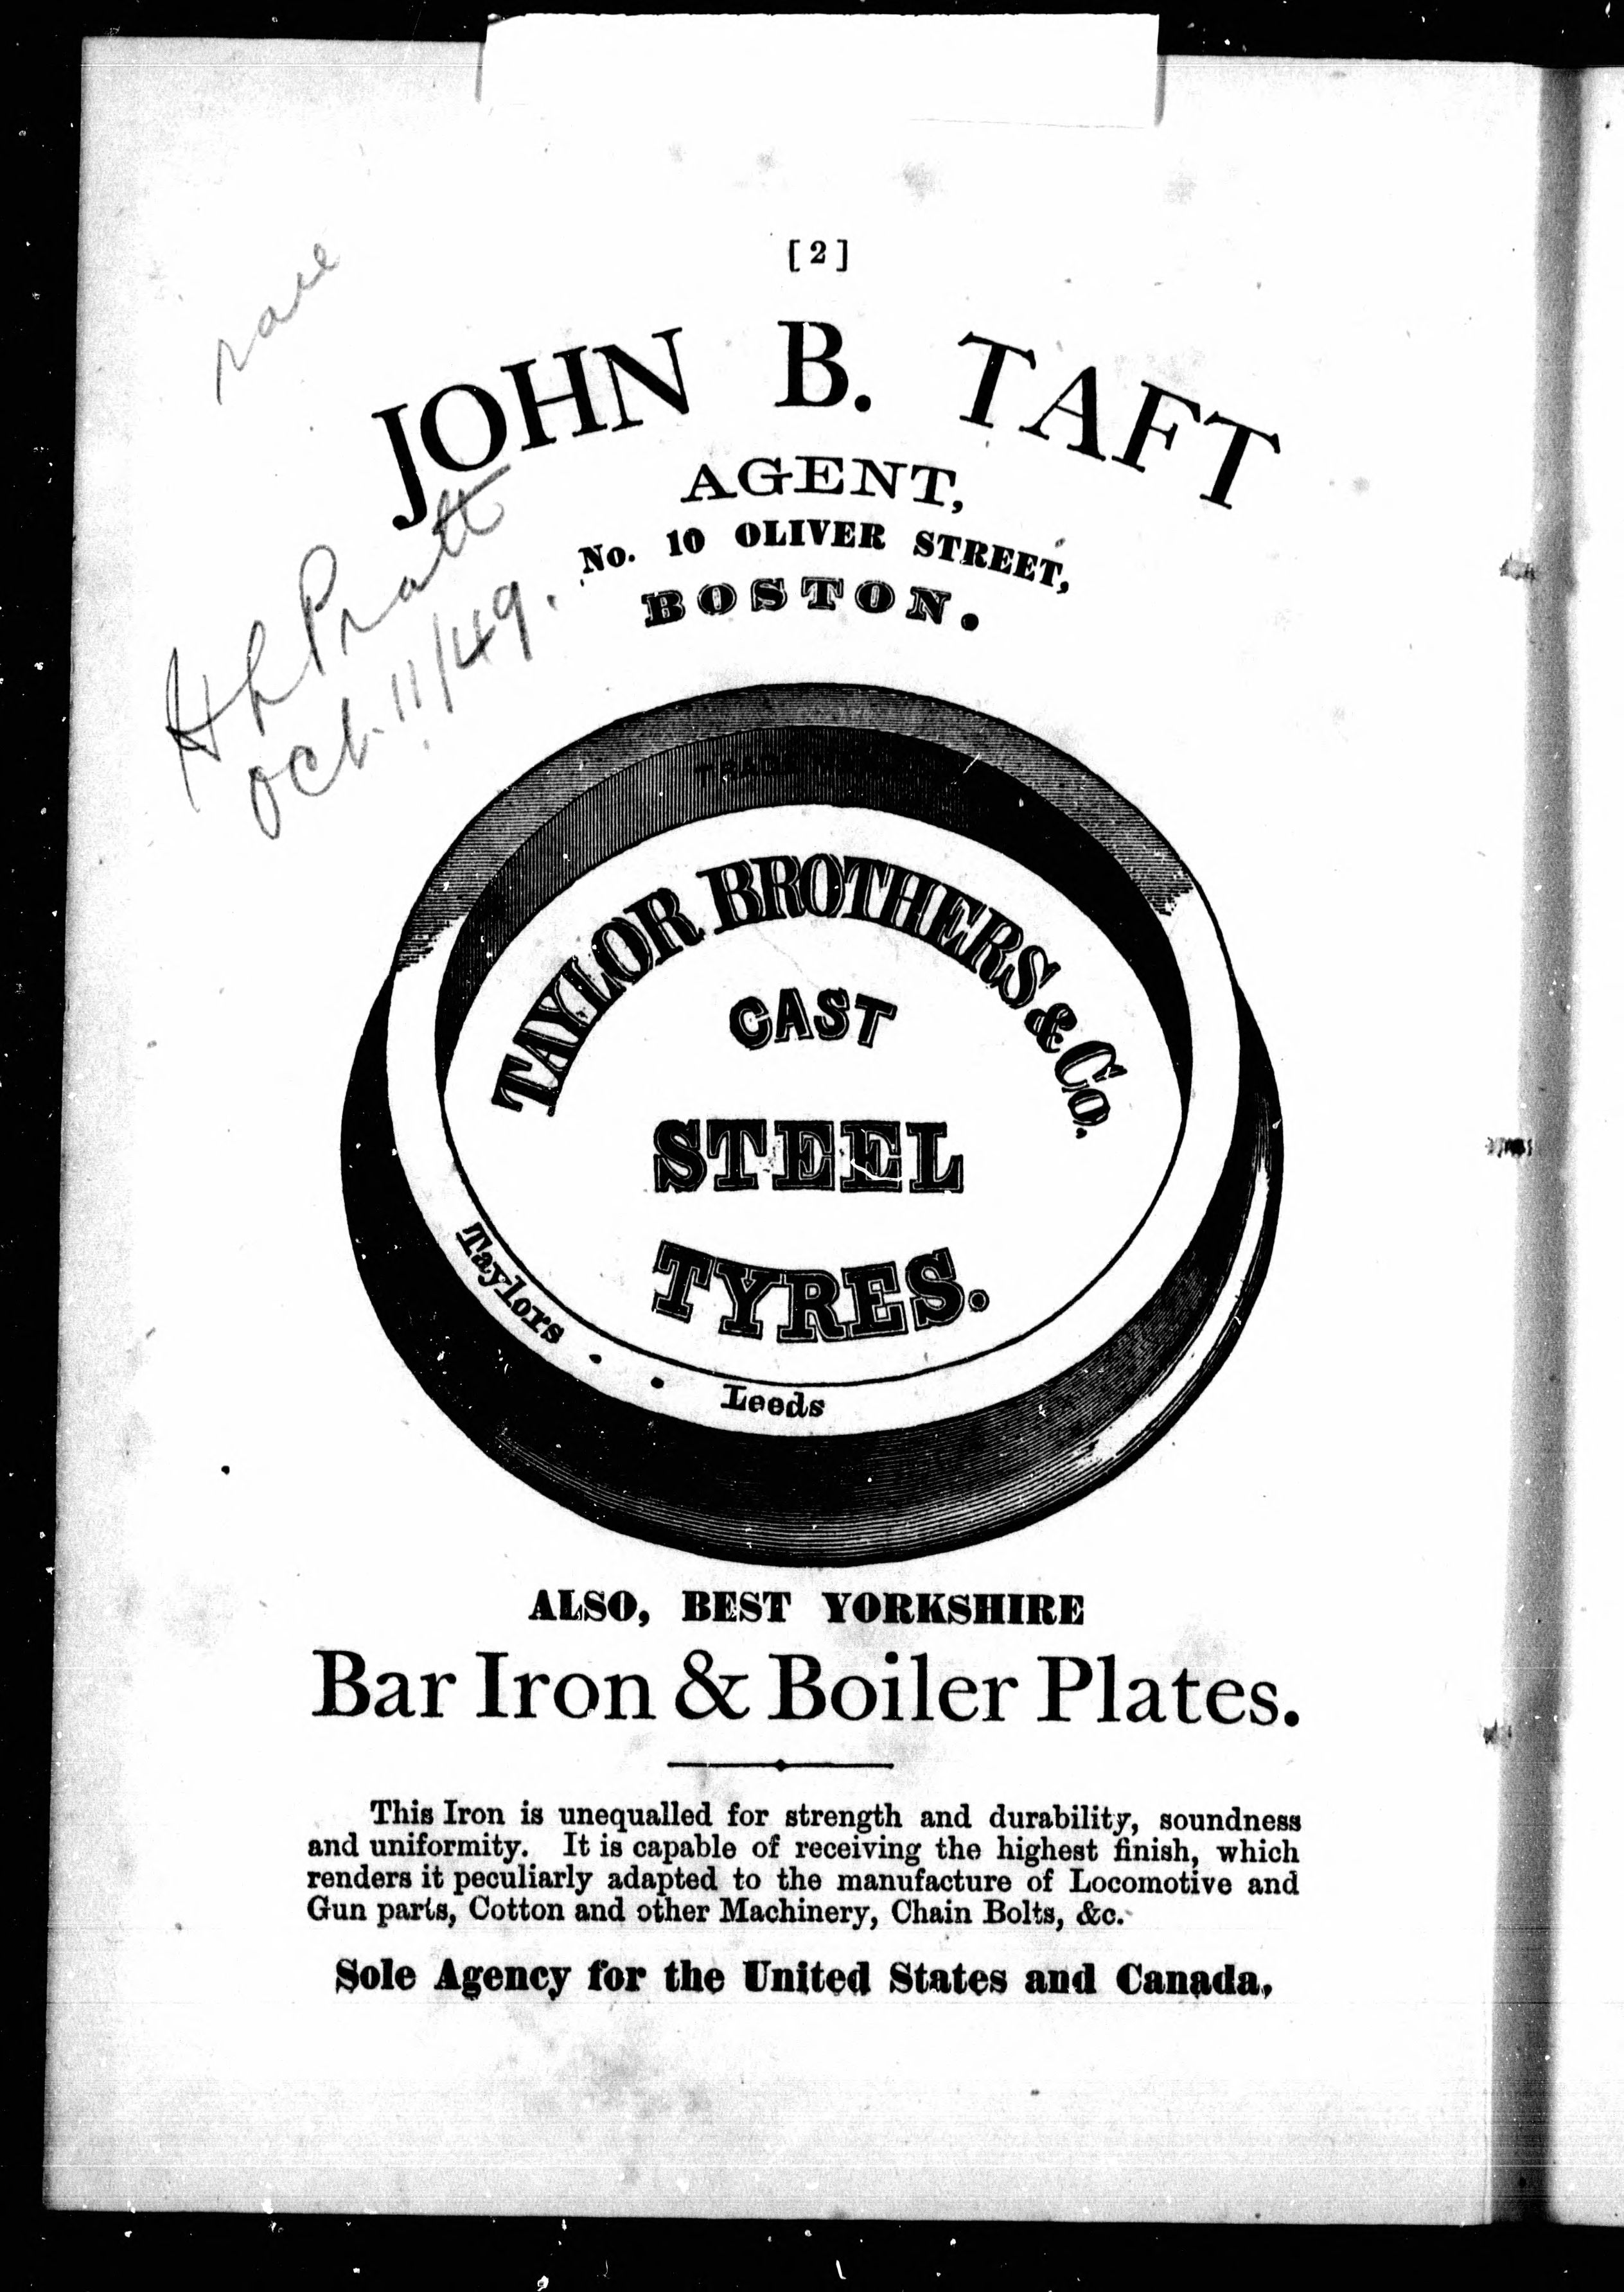 [2]
rare
JOHN B. TAFT
AGENT,
No. 10 OLIVER STREET,
BOSTON.
H L Pratt
Oct. 11/49.
TRADE
TAYLOR BROTHERS & Co.
CAST
STEEL
TYRES.
Taylors . . Leeds
ALSO, BEST YORKSHIRE
Bar Iron & Boiler Plates.
This Iron is unequalled for strength and durability, soundness
and uniformity. It is capable of receiving the highest finish, which
renders it peculiarly adapted to the manufacture of Locomotive and
Gun parts, Cotton and other Machinery, Chain Bolts, &c.
Sole Agency for the United States and Canada.